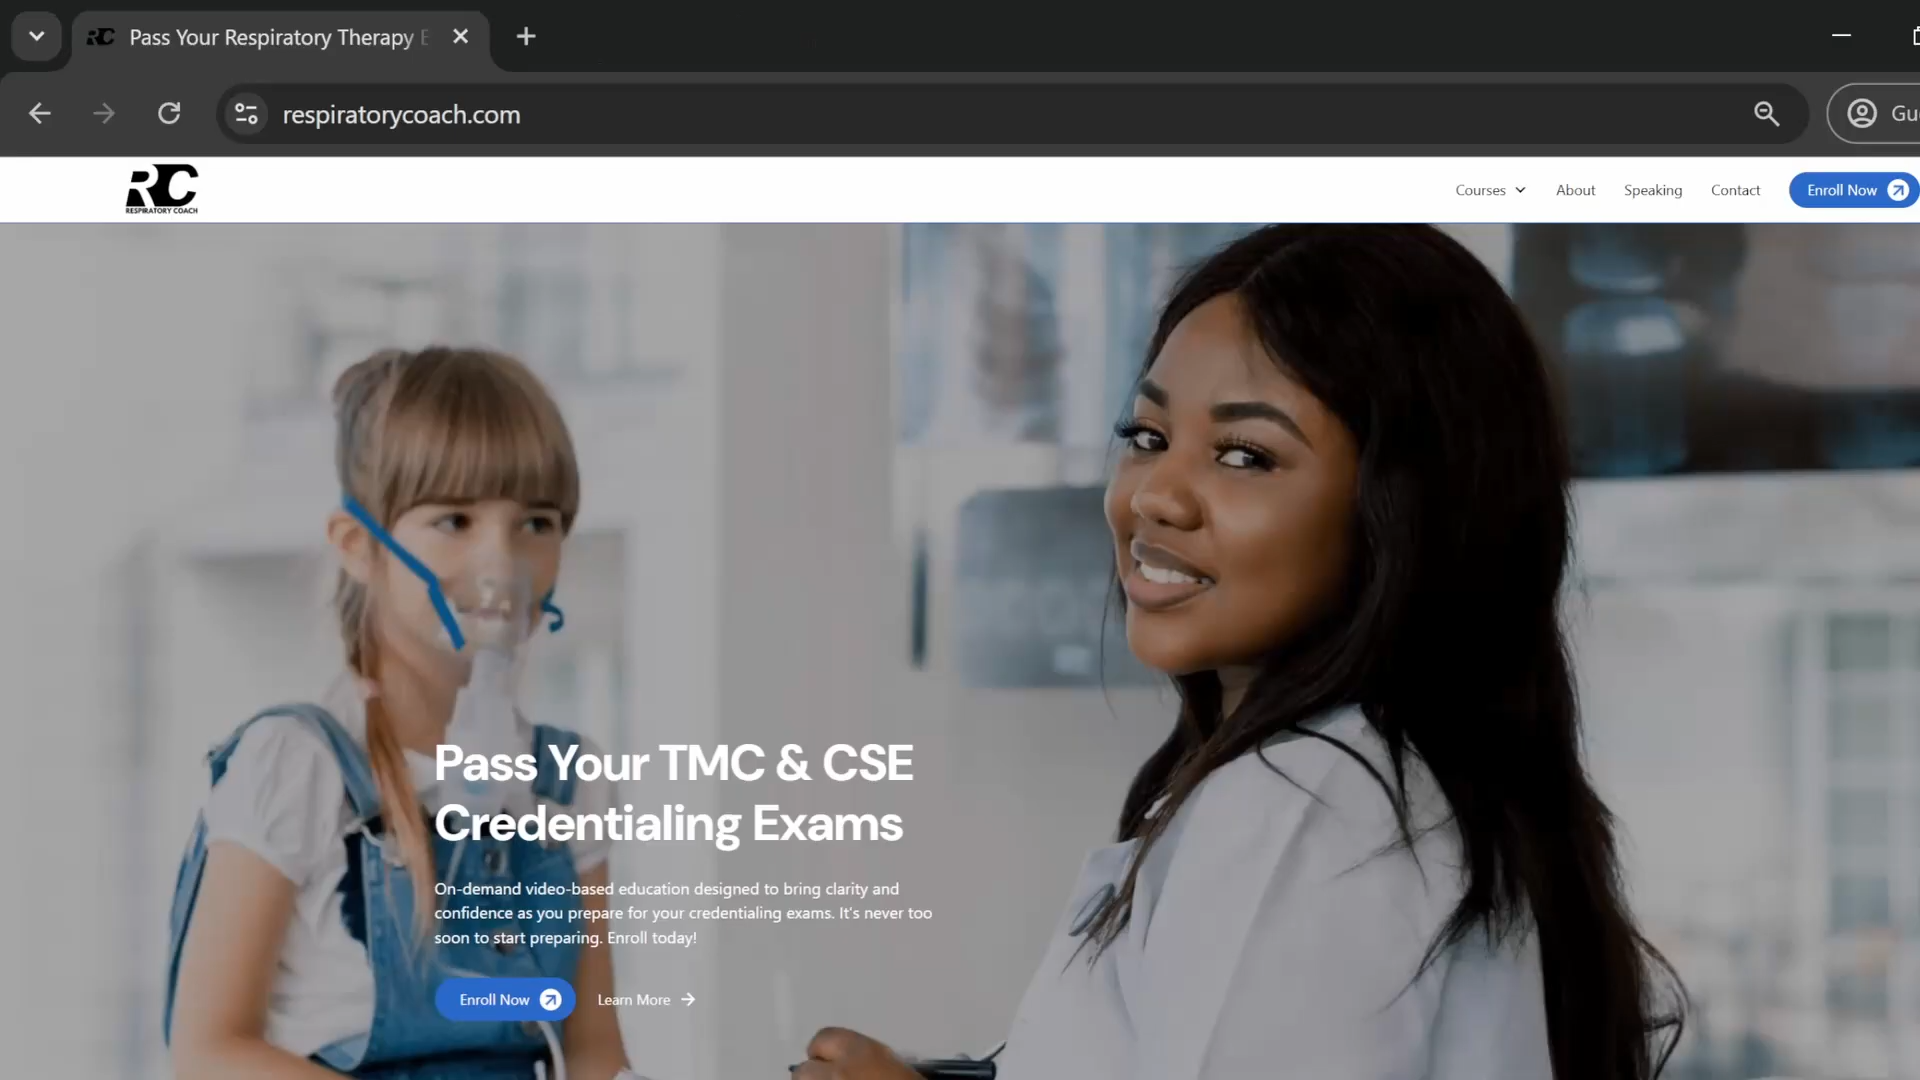 Pass Your Respiratory Therapy E
respiratorycoach.com
Gu
RC
RESPIRATORY COACH
Courses
About
Speaking
Contact
Enroll Now
Pass Your TMC & CSE
Credentialing Exams
On-demand video-based education designed to bring clarity and
confidence as you prepare for your credentialing exams. It's never too
soon to start preparing. Enroll today!
Enroll Now
Learn More